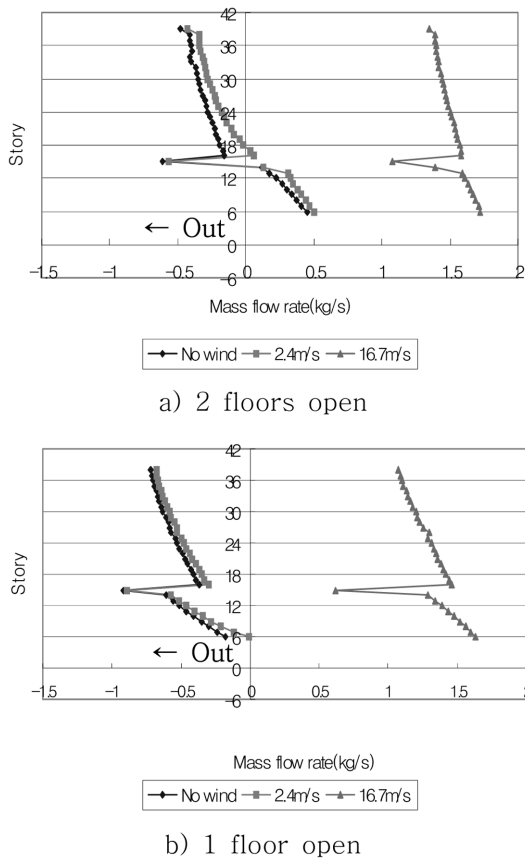 a)
42
36
30
24
18
12
6
0
-6
Story
← Out
-1.5 -1 -0.5 0 0.5 1 1.5 2
Mass flow rate(kg/s)
No wind 2.4m/s 16.7m/s
a) 2 floors open
b)
42
36
30
24
18
12
6
0
-6
Story
← Out
-1.5 -1 -0.5 0 0.5 1 1.5 2
Mass flow rate(kg/s)
No wind 2.4m/s 16.7m/s
b) 1 floor open